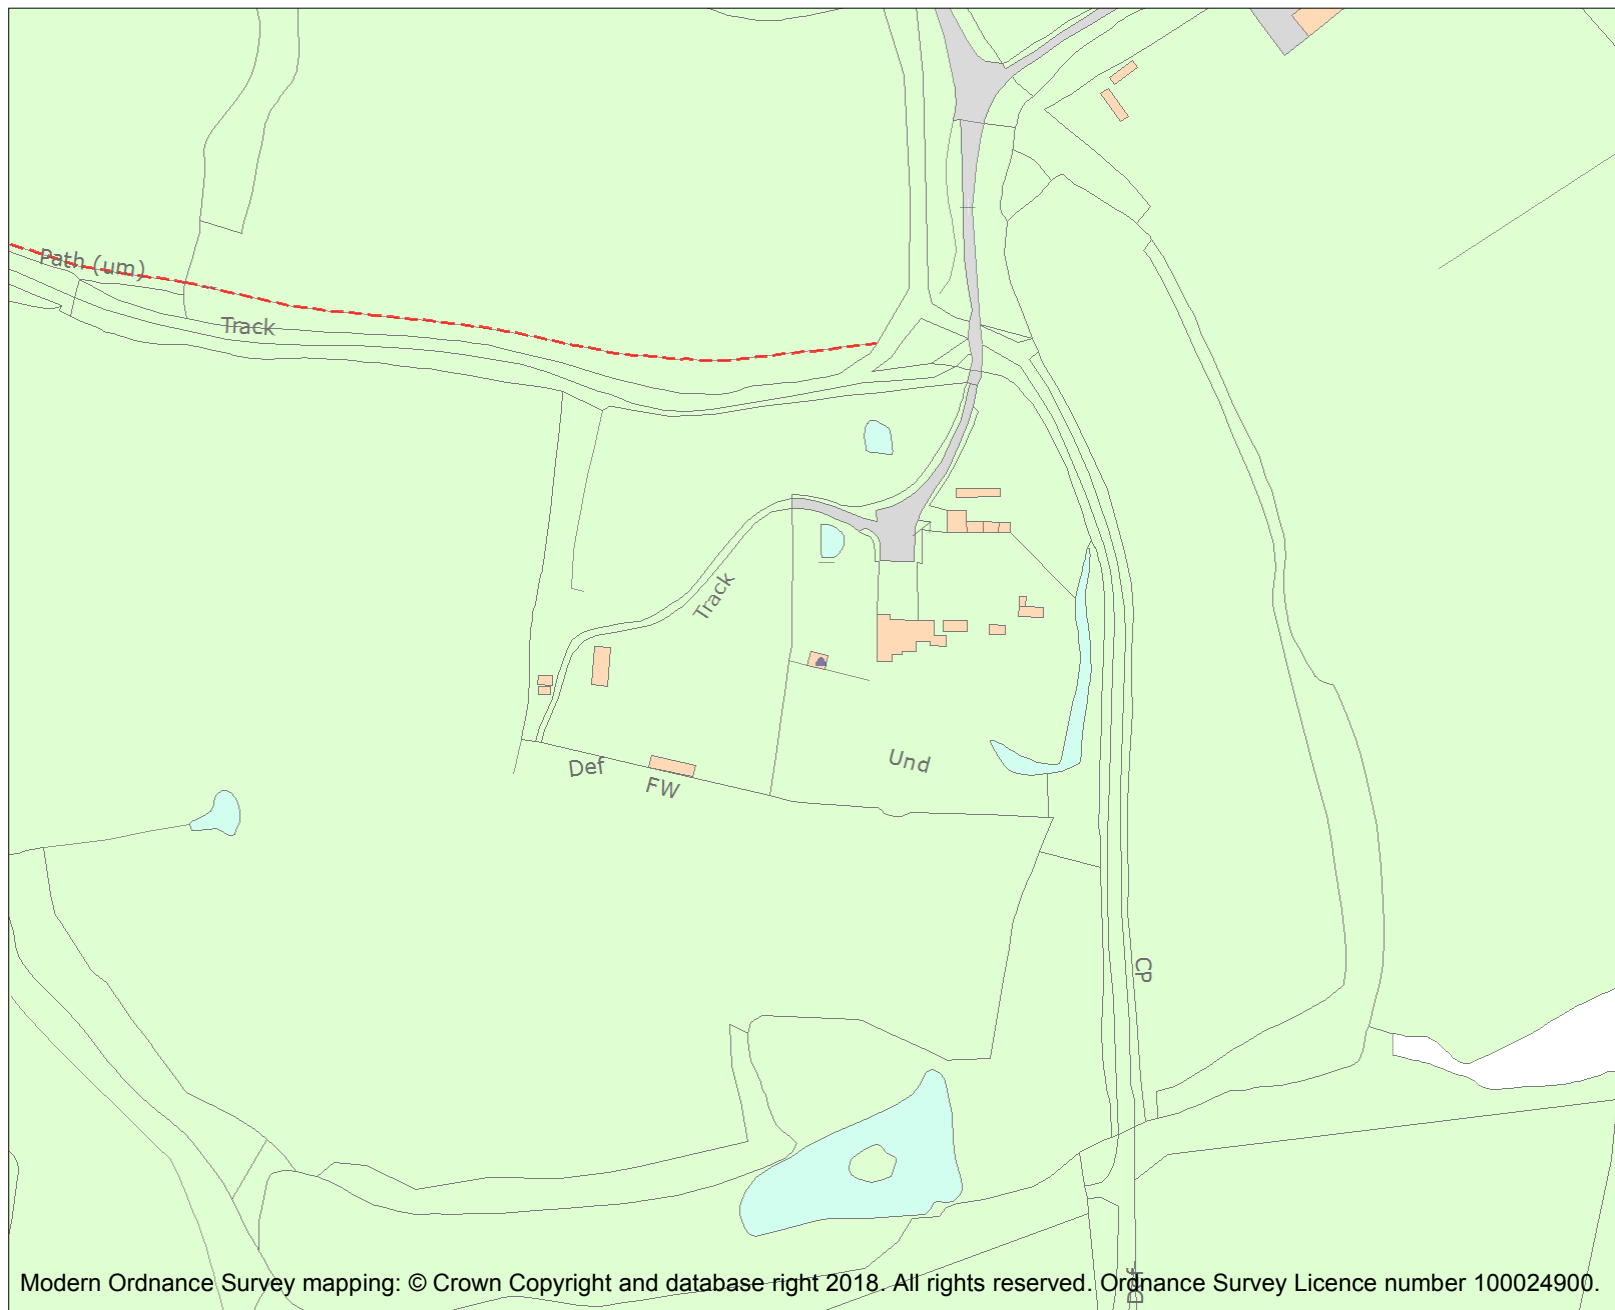 Path (um)
Track
Track
Def
FW
Und
CP
Def
Modern Ordnance Survey mapping: © Crown Copyright and database right 2018. All rights reserved. Ordnance Survey Licence number 100024900.